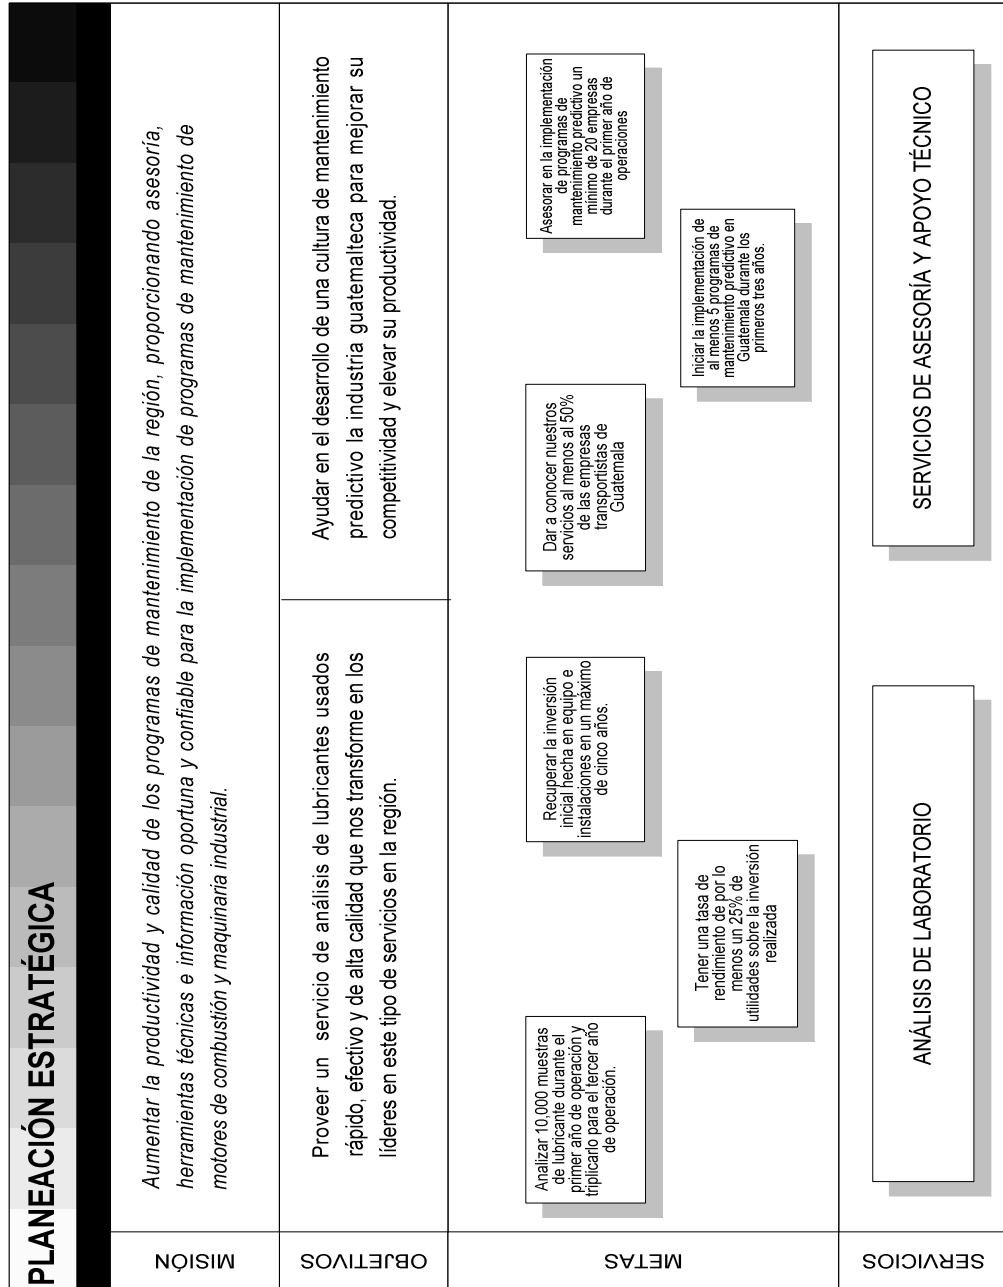 PLANEACIÓN ESTRATÉGICA
MISIÓN
Aumentar la productividad y calidad de los programas de mantenimiento de la región, proporcionando asesoría,
herramientas técnicas e información oportuna y confiable para la implementación de programas de mantenimiento de
motores de combustión y maquinaria industrial.
OBJETIVOS
Proveer un servicio de análisis de lubricantes usados
rápido, efectivo y de alta calidad que nos transforme en los
líderes en este tipo de servicios en la región.
Ayudar en el desarrollo de una cultura de mantenimiento
predictivo la industria guatemalteca para mejorar su
competitividad y elevar su productividad.
METAS
Analizar 10,000 muestras
de lubricante durante el
primer año de operación y
triplicarlo para el tercer año
de operación.
Recuperar la inversión
inicial hecha en equipo e
instalaciones en un máximo
de cinco años.
Dar a conocer nuestros
servicios al menos al 50%
de las empresas
transportistas de
Guatemala
Asesorar en la implementación
de programas de
mantenimiento predictivo un
mínimo de 20 empresas
durante el primer año de
operaciones
Tener una tasa de
rendimiento de por lo
menos un 25% de
utilidades sobre la inversión
realizada
Iniciar la implementación de
al menos 5 programas de
mantenimiento predictivo en
Guatemala durante los
primeros tres años.
SERVICIOS
ANÁLISIS DE LABORATORIO
SERVICIOS DE ASESORÍA Y APOYO TÉCNICO